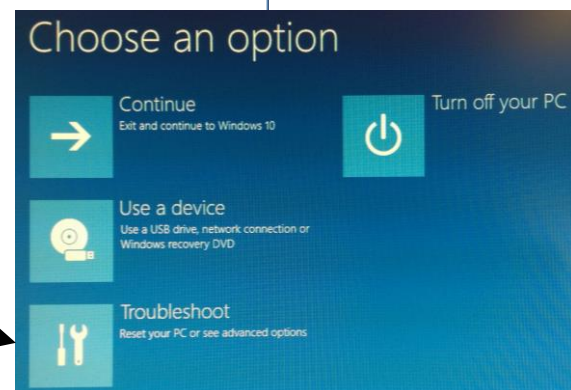 Choose an option
Continue
Exit and continue to Windows 10
Turn off your PC
Use a device
Use a USB drive, network connection or
Windows recovery DVD
Troubleshoot
Reset your PC or see advanced options